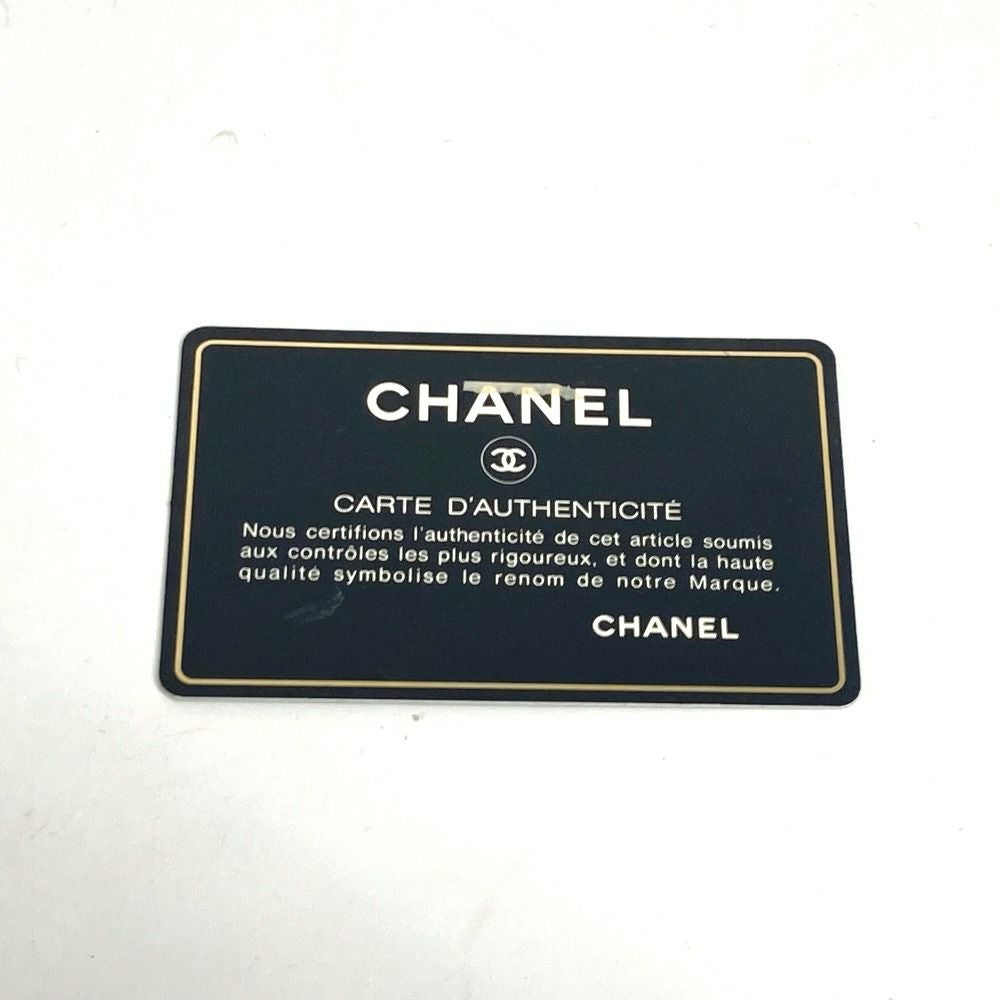 CHANEL
CARTE D'AUTHENTICITÉ
Nous certifions l'authenticité de cet article soumis
aux contrôles les plus rigoureux, et dont la haute
qualité symbolise le renom de notre Marque.
CHANEL